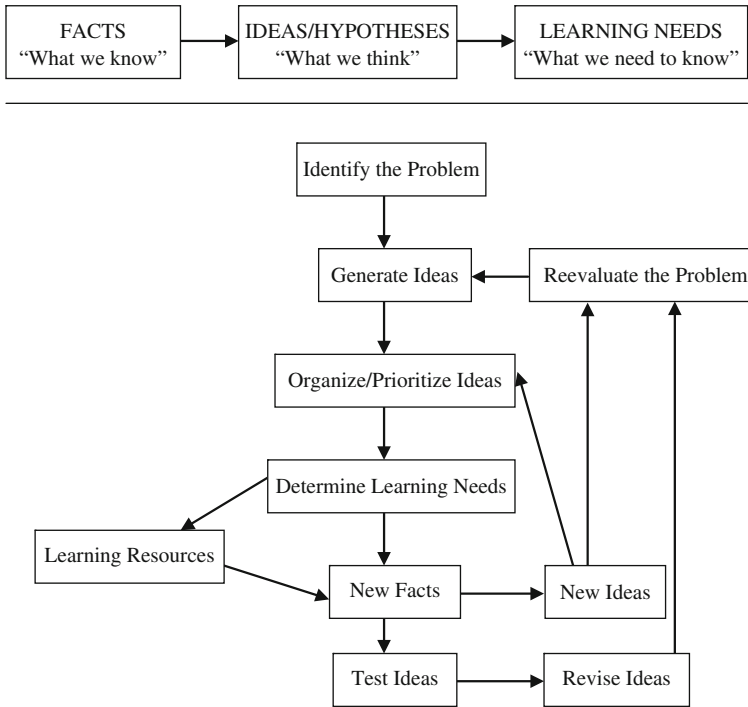 FACTS
“What we know”
IDEAS/HYPOTHESES
“What we think”
LEARNING NEEDS
“What we need to know”
Identify the Problem
Generate Ideas
Reevaluate the Problem
Organize/Prioritize Ideas
Determine Learning Needs
Learning Resources
New Facts
New Ideas
Test Ideas
Revise Ideas